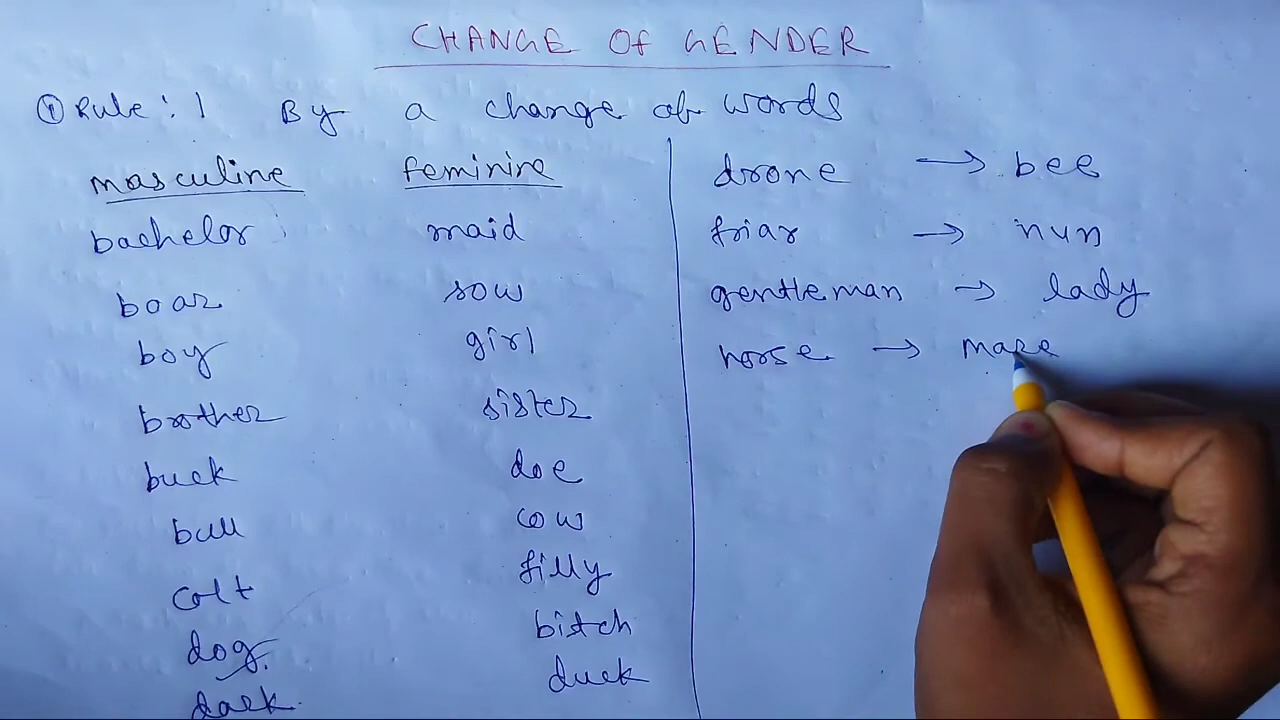 CHANGE OF GENDER
① Rule : 1 By a change of words
masculine feminine
bachelor maid
boar sow
boy girl
brother sister
buck doe
bull cow
colt filly
dog bitch
duck
drone → bee
friar → nun
gentleman → lady
horse → mare